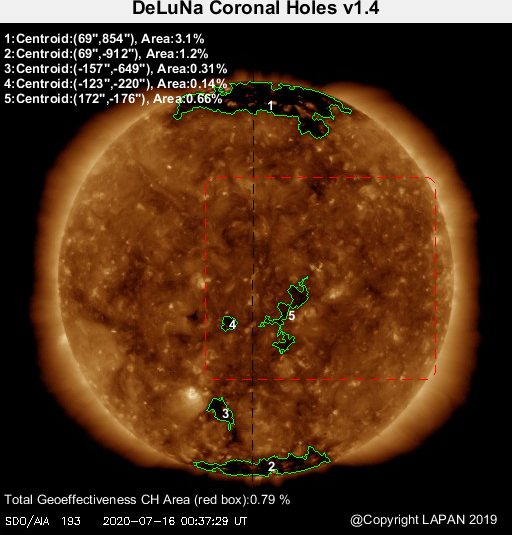 DeLuNa Coronal Holes v1.4
1:Centroid:(69",854"), Area:3.1%
2:Centroid:(69",-912"), Area:1.2%
3:Centroid:(-157",-649"), Area:0.31%
4:Centroid:(-123",-220"), Area:0.14%
5:Centroid:(172",-176"), Area:0.66%
1
5
4
3
2
Total Geoeffectiveness CH Area (red box):0.79 %
SDO/AIA 193 2020-07-16 00:37:29 UT
@Copyright LAPAN 2019